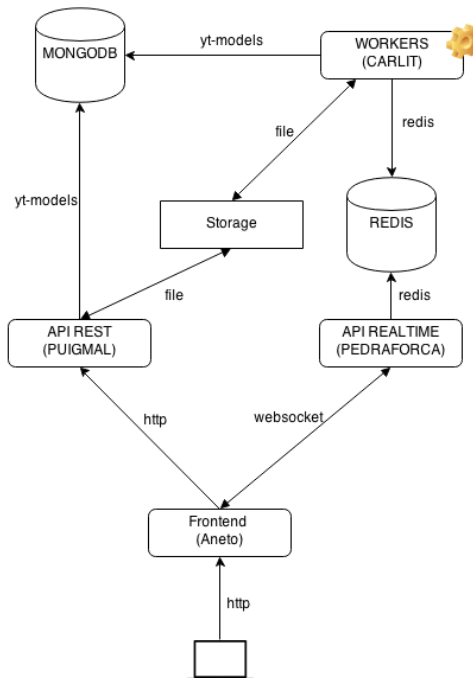 MONGODB
yt-models
WORKERS
(CARLIT)
file
redis
yt-models
Storage
REDIS
file
redis
API REST
(PUIGMAL)
API REALTIME
(PEDRAFORCA)
http
websocket
Frontend
(Aneto)
http